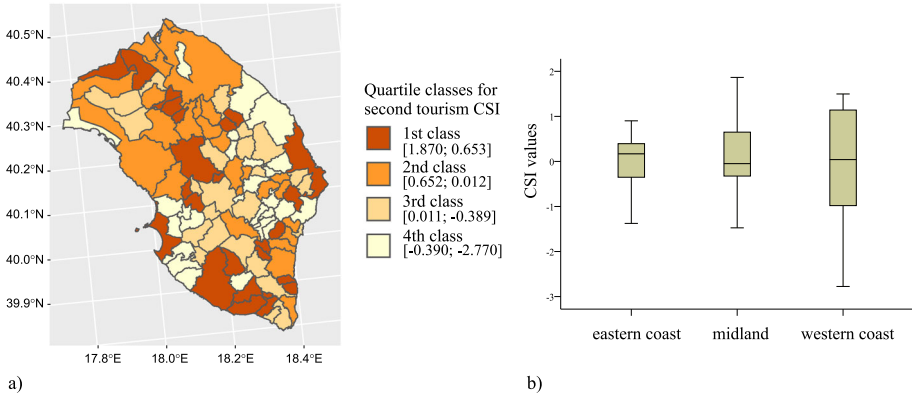 40.5°N
40.4°N
40.3°N
40.2°N
40.1°N
40.0°N
39.9°N
17.8°E 18.0°E 18.2°E 18.4°E
Quartile classes for
second tourism CSI
1st class
[1.870; 0.653]
2nd class
[0.652; 0.012]
3rd class
[0.011; -0.389]
4th class
[-0.390; -2.770]
a)
CSI values
2
1
0
-1
-2
-3
eastern coast midland western coast
b)